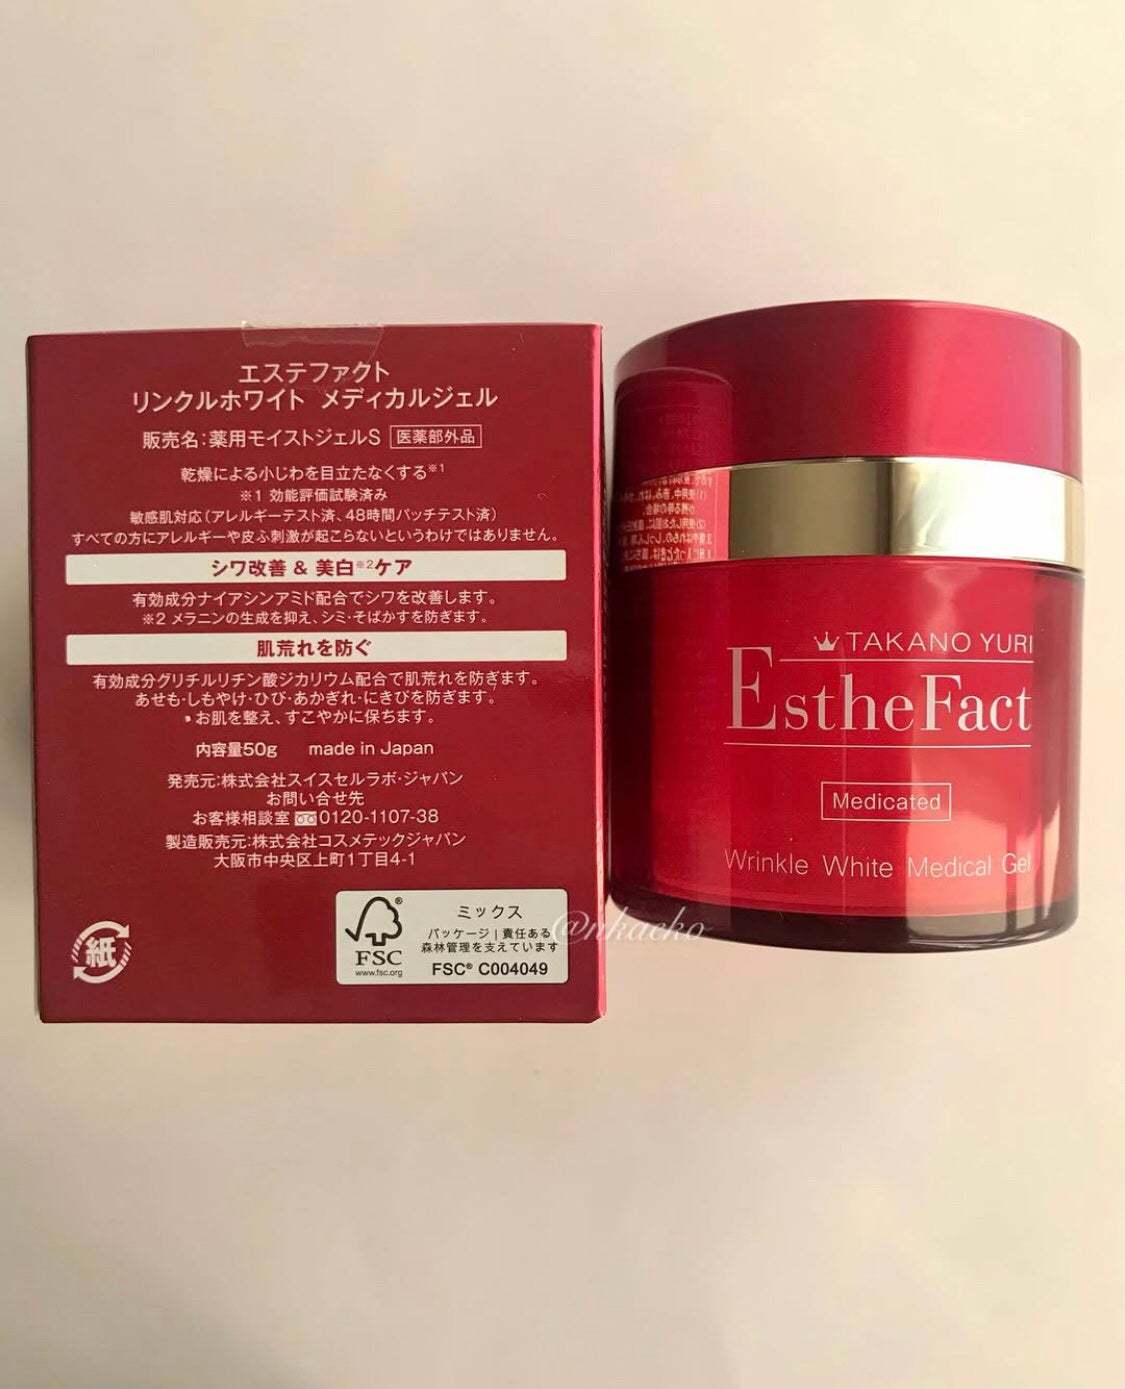 エステファクト
リンクルホワイト メディカルジェル
販売名:薬用モイストジェルS 医薬部外品
乾燥による小じわを目立たなくする※1
※1 効能評価試験済み
敏感肌対応(アレルギーテスト済、48時間パッチテスト済)
すべての方にアレルギーや皮ふ刺激が起こらないというわけではありません。
シワ改善 & 美白※2ケア
有効成分ナイアシンアミド配合でシワを改善します。
※2 メラニンの生成を抑え、シミ・そばかすを防ぎます。
肌荒れを防ぐ
有効成分グリチルリチン酸ジカリウム配合で肌荒れを防ぎます。
あせも・しもやけ・ひび・あかぎれ・にきびを防ぎます。
お肌を整え、すこやかに保ちます。
内容量50g made in Japan
発売元:株式会社スイスセルラボ・ジャパン
お問い合せ先
お客様相談室 0120-1107-38
製造販売元:株式会社コスメテックジャパン
大阪市中央区上町1丁目4-1
紙
FSC®
www.fsc.org
ミックス
パッケージ|責任ある
森林管理を支えています
FSC® C004049
TAKANO YURI
EstheFact
Medicated
Wrinkle White Medical Gel